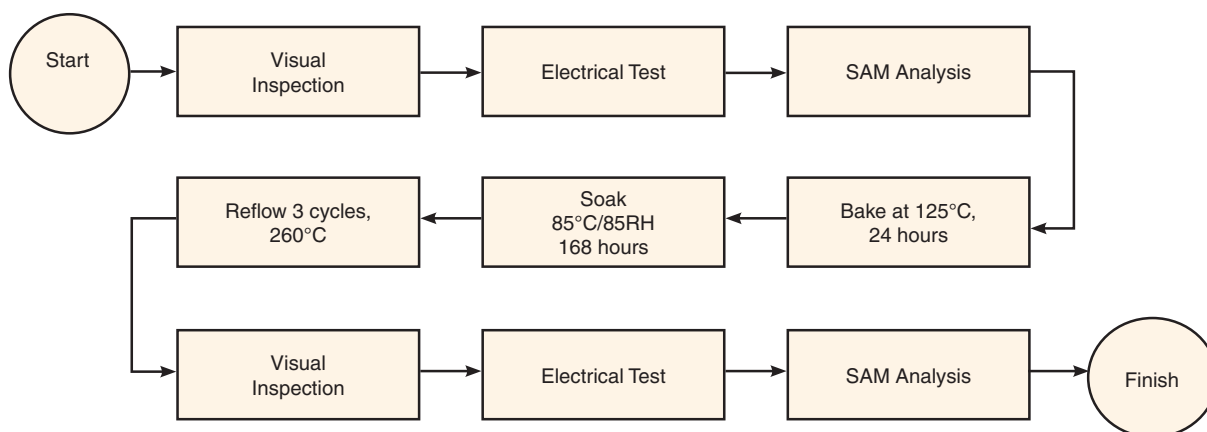 Start
Visual
Inspection
Electrical Test
SAM Analysis
Bake at 125°C,
24 hours
Soak
85°C/85RH
168 hours
Reflow 3 cycles,
260°C
Visual
Inspection
Electrical Test
SAM Analysis
Finish